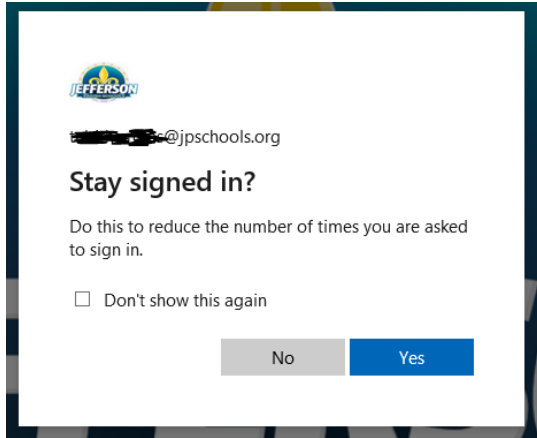 JEFFERSON
@jpschools.org
Stay signed in?
Do this to reduce the number of times you are asked
to sign in.
Don't show this again
No
Yes